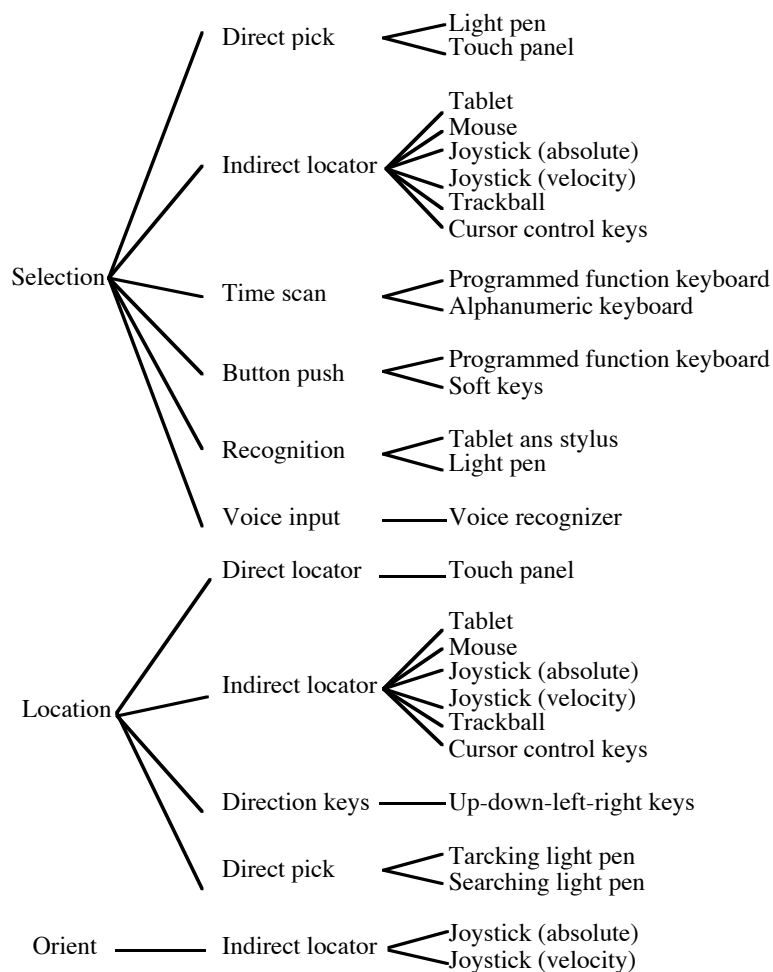 Direct pick
Light pen
Touch panel
Indirect locator
Tablet
Mouse
Joystick (absolute)
Joystick (velocity)
Trackball
Cursor control keys
Selection
Time scan
Programmed function keyboard
Alphanumeric keyboard
Button push
Programmed function keyboard
Soft keys
Recognition
Tablet ans stylus
Light pen
Voice input
Voice recognizer
Direct locator
Touch panel
Location
Indirect locator
Tablet
Mouse
Joystick (absolute)
Joystick (velocity)
Trackball
Cursor control keys
Direction keys
Up-down-left-right keys
Direct pick
Tarcking light pen
Searching light pen
Orient
Indirect locator
Joystick (absolute)
Joystick (velocity)